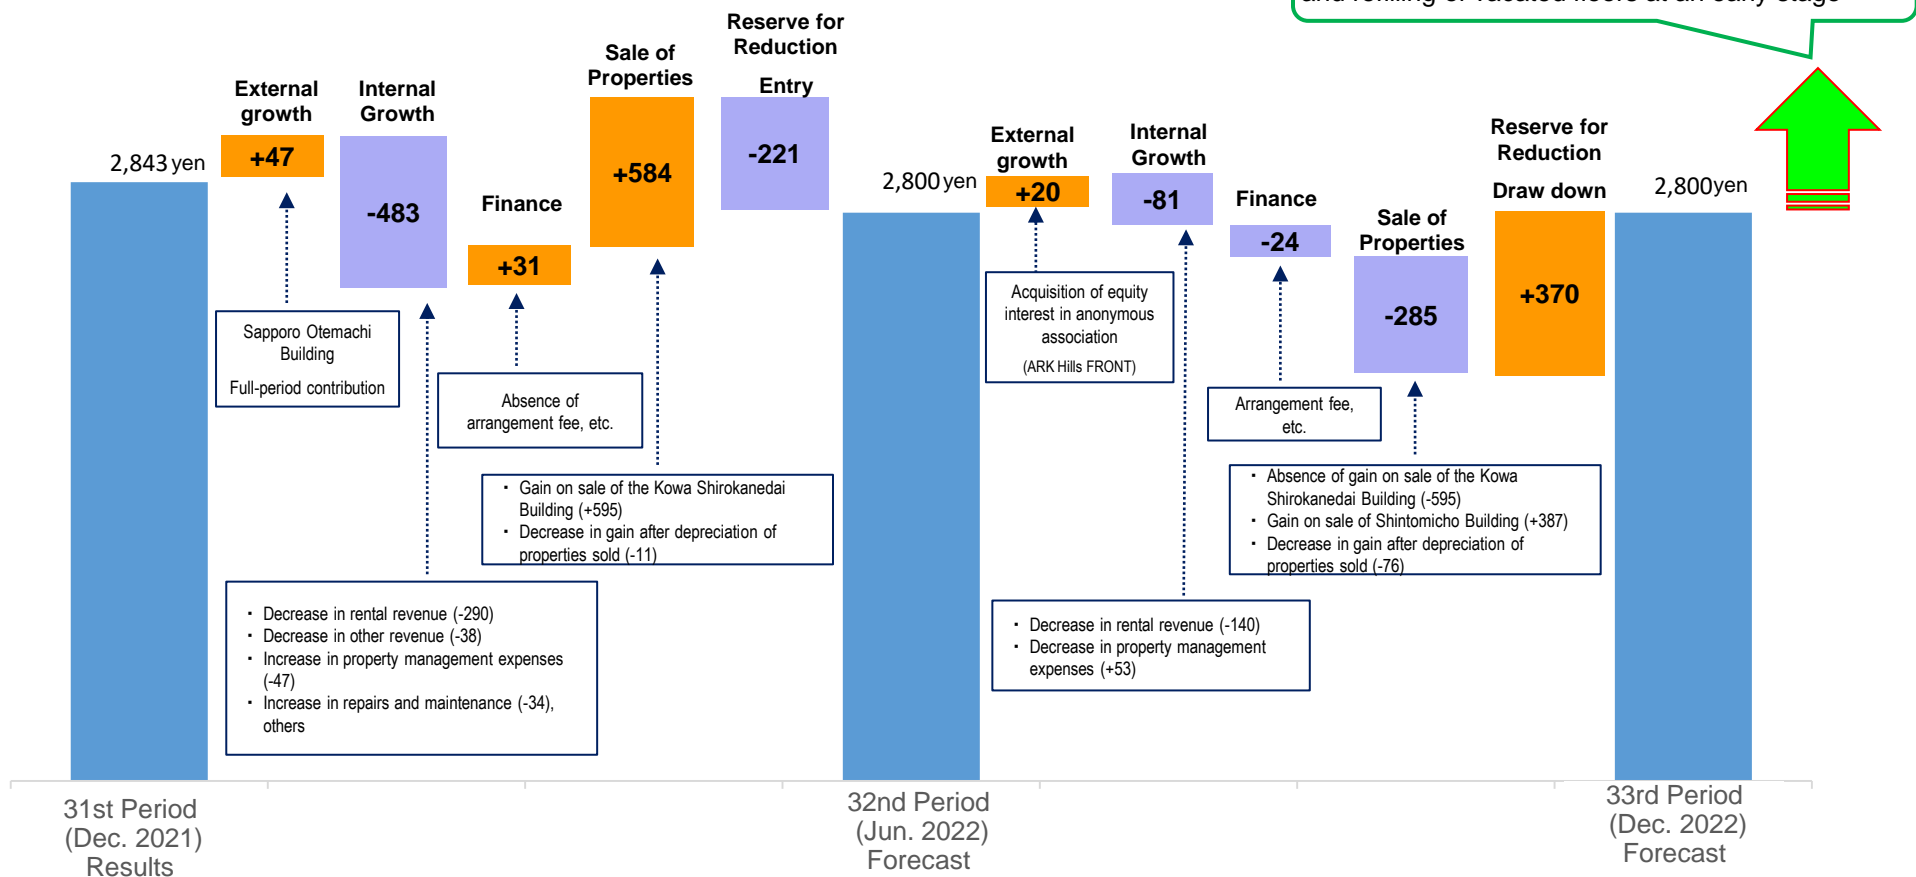 Reserve for
Reduction
Entry
Sale of
Properties
External
growth
Internal
Growth
2,843 yen
+47
-483
Finance
+31
+584
-221
Sapporo Otemachi
Building
Full-period contribution
Absence of
arrangement fee, etc.
・ Gain on sale of the Kowa Shirokanedai
Building (+595)
・ Decrease in gain after depreciation of
properties sold (-11)
・ Decrease in rental revenue (-290)
・ Decrease in other revenue (-38)
・ Increase in property management expenses
(-47)
・ Increase in repairs and maintenance (-34),
others
2,800 yen
External
growth
+20
Internal
Growth
-81
Finance
-24
Sale of
Properties
-285
Reserve for
Reduction
Draw down
+370
2,800 yen
Acquisition of equity
interest in anonymous
association
(ARK Hills FRONT)
Arrangement fee,
etc.
・ Absence of gain on sale of the Kowa
Shirokanedai Building (-595)
・ Gain on sale of Shintomicho Building (+387)
・ Decrease in gain after depreciation of
properties sold (-76)
・ Decrease in rental revenue (-140)
・ Decrease in property management
expenses (+53)
31st Period
(Dec. 2021)
Results
32nd Period
(Jun. 2022)
Forecast
33rd Period
(Dec. 2022)
Forecast